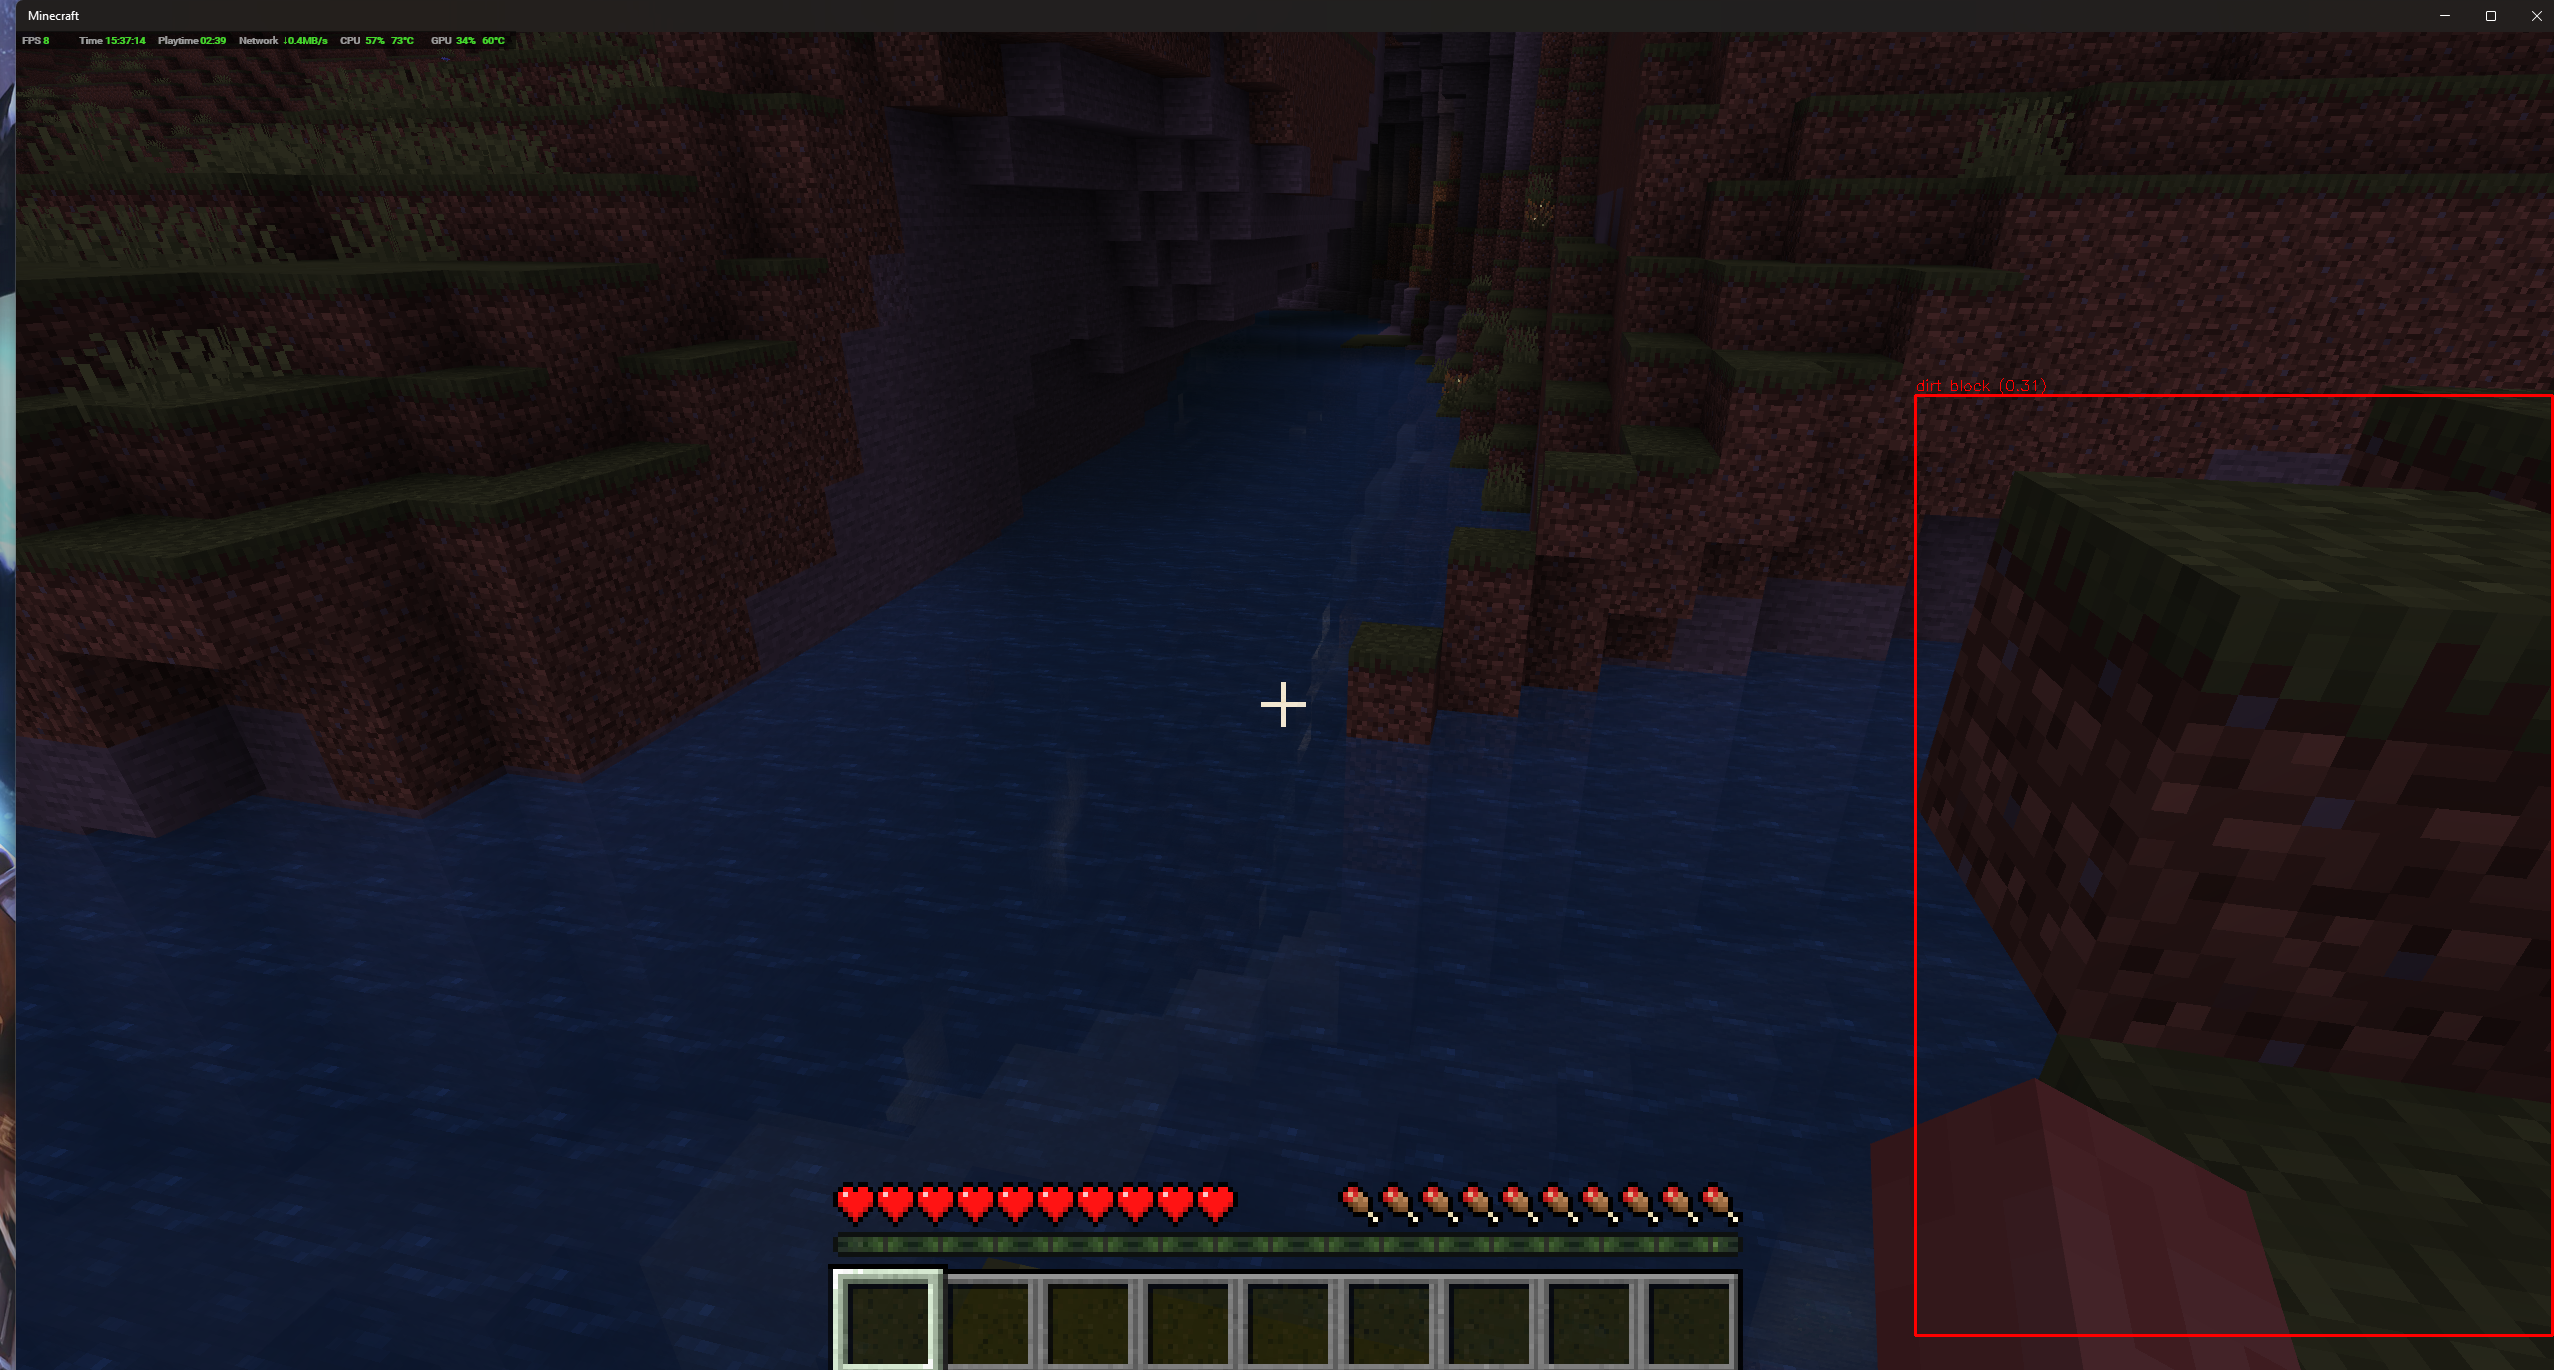 Minecraft
FPS 8 Time 15:37:14 Playtime 02:39 Network ↓0.4MB/s CPU 57% 73°C GPU 34% 60°C
dirt block (0.31)